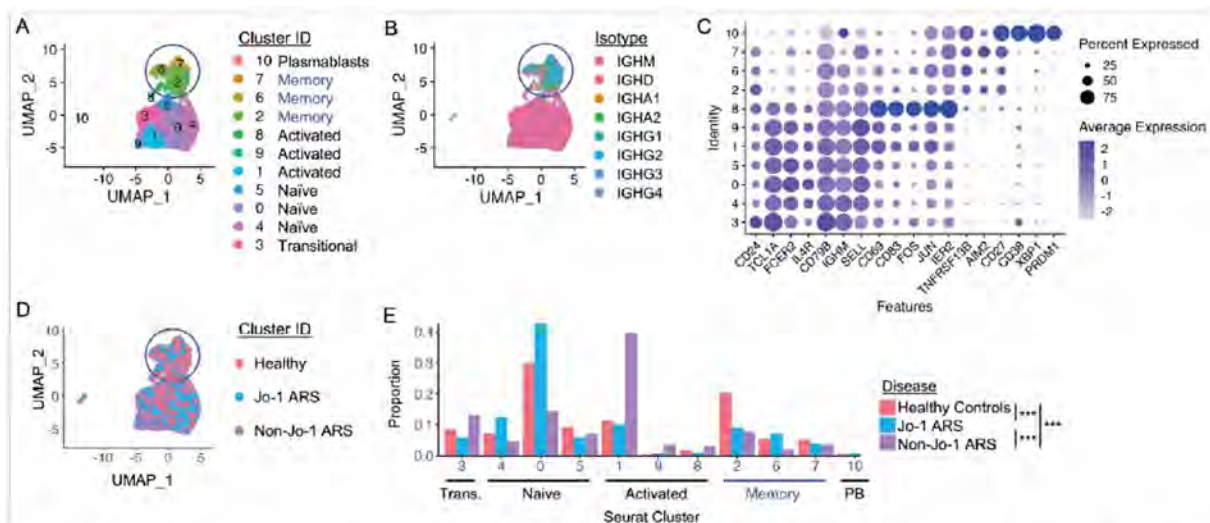 A
UMAP_2
10
5
0
-5
10
6
7
2
8
9
-10
-5
0
5
UMAP_1
Cluster ID
10 Plasmablasts
7 Memory
6 Memory
2 Memory
8 Activated
9 Activated
1 Activated
5 Naïve
0 Naïve
4 Naïve
3 Transitional
B
UMAP_2
10
5
0
-5
-10
-5
0
5
UMAP_1
Isotype
IGHM
IGHD
IGHA1
IGHA2
IGHG1
IGHG2
IGHG3
IGHG4
C
Identity
10
7
6
2
8
9
1
5
0
4
3
CD24
TCL1A
FCER2
IL4R
CD79B
IGHM
SELL
CD69
CD83
FOS
JUN
IER2
TNFRSF13B
AIM2
CD27
CD38
XBP1
PRDM1
Features
Percent Expressed
25
50
75
Average Expression
2
1
0
-1
-2
D
UMAP_2
10
5
0
-5
-10
-5
0
5
UMAP_1
Cluster ID
Healthy
Jo-1 ARS
Non-Jo-1 ARS
E
Proportion
0.4
0.3
0.2
0.1
0.0
3 4 0 5 1 9 8 2 6 7 10
Trans. Naive Activated Memory PB
Seurat Cluster
Disease
Healthy Controls
Jo-1 ARS
Non-Jo-1 ARS
***
***
***